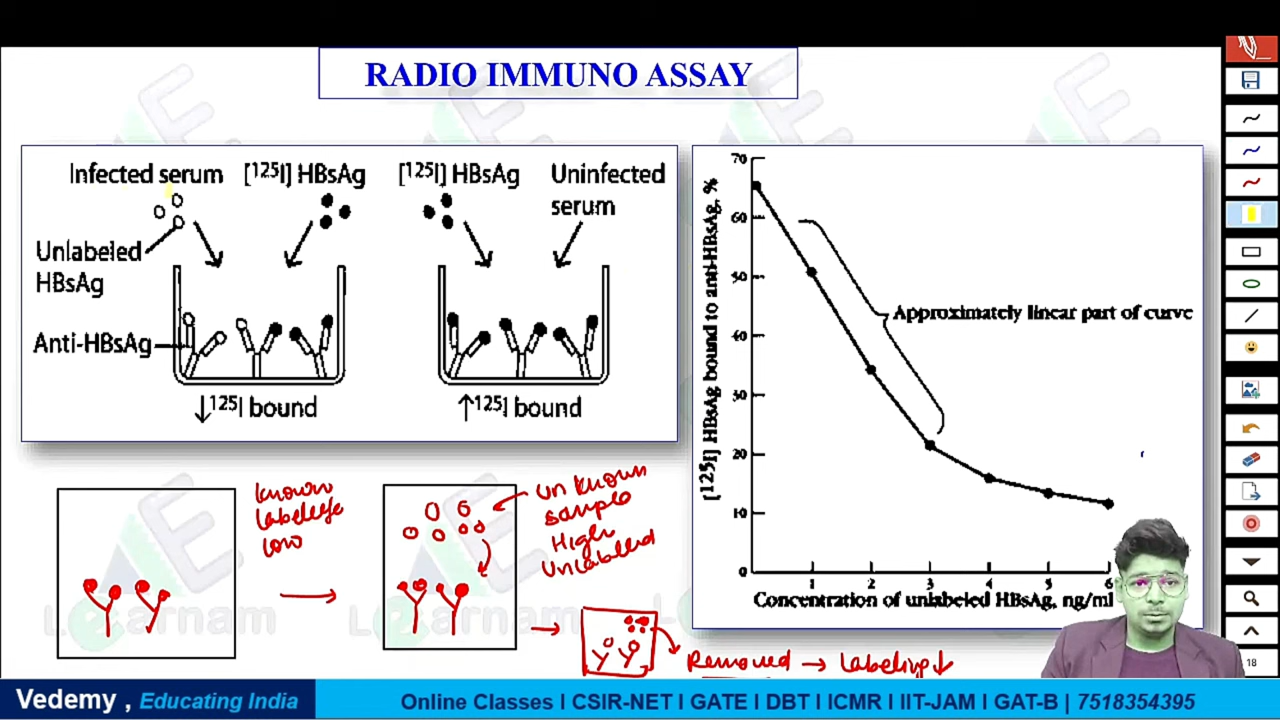 RADIO IMMUNO ASSAY
Infected serum
[¹²⁵I] HBsAg
[¹²⁵I] HBsAg
Uninfected
serum
Unlabeled
HBsAg
Anti-HBsAg
↓¹²⁵I bound
↑¹²⁵I bound
70
60
50
40
30
20
10
0
[¹²⁵I] HBsAg bound to anti-HBsAg, %
Approximately linear part of curve
1 2 3 4 5 6
Concentration of unlabeled HBsAg, ng/ml
known
low
unknown
sample
High
unlabeled
Removed → Labeling↓
18
Vedemy , Educating India
Online Classes I CSIR-NET I GATE I DBT I ICMR I IIT-JAM I GAT-B | 7518354395